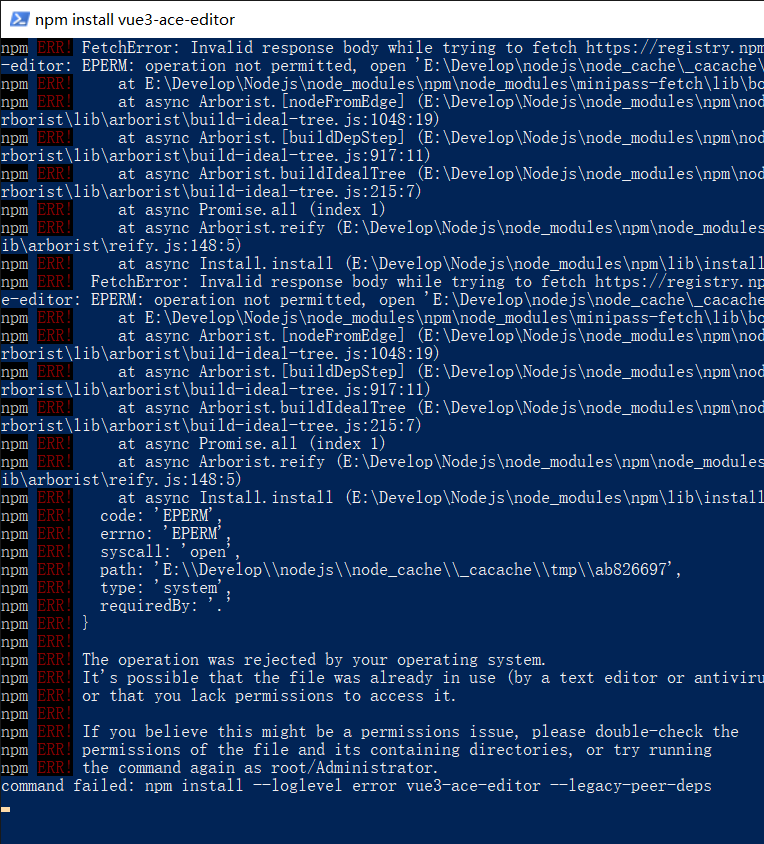 npm install vue3-ace-editor
npm ERR! FetchError: Invalid response body while trying to fetch https://registry.npm
-editor: EPERM: operation not permitted, open 'E:\Develop\nodejs\node_cache\_cacache\
npm ERR!     at E:\Develop\Nodejs\node_modules\npm\node_modules\minipass-fetch\lib\bo
npm ERR!     at async Arborist.[nodeFromEdge] (E:\Develop\Nodejs\node_modules\npm\nod
rborist\lib\arborist\build-ideal-tree.js:1048:19)
npm ERR!     at async Arborist.[buildDepStep] (E:\Develop\Nodejs\node_modules\npm\nod
rborist\lib\arborist\build-ideal-tree.js:917:11)
npm ERR!     at async Arborist.buildIdealTree (E:\Develop\Nodejs\node_modules\npm\nod
rborist\lib\arborist\build-ideal-tree.js:215:7)
npm ERR!     at async Promise.all (index 1)
npm ERR!     at async Arborist.reify (E:\Develop\Nodejs\node_modules\npm\node_modules
ib\arborist\reify.js:148:5)
npm ERR!     at async Install.install (E:\Develop\Nodejs\node_modules\npm\lib\install
npm ERR!  FetchError: Invalid response body while trying to fetch https://registry.np
e-editor: EPERM: operation not permitted, open 'E:\Develop\nodejs\node_cache\_cacache
npm ERR!     at E:\Develop\Nodejs\node_modules\npm\node_modules\minipass-fetch\lib\bo
npm ERR!     at async Arborist.[nodeFromEdge] (E:\Develop\Nodejs\node_modules\npm\nod
rborist\lib\arborist\build-ideal-tree.js:1048:19)
npm ERR!     at async Arborist.[buildDepStep] (E:\Develop\Nodejs\node_modules\npm\nod
rborist\lib\arborist\build-ideal-tree.js:917:11)
npm ERR!     at async Arborist.buildIdealTree (E:\Develop\Nodejs\node_modules\npm\nod
rborist\lib\arborist\build-ideal-tree.js:215:7)
npm ERR!     at async Promise.all (index 1)
npm ERR!     at async Arborist.reify (E:\Develop\Nodejs\node_modules\npm\node_modules
ib\arborist\reify.js:148:5)
npm ERR!     at async Install.install (E:\Develop\Nodejs\node_modules\npm\lib\install
npm ERR!   code: 'EPERM',
npm ERR!   errno: 'EPERM',
npm ERR!   syscall: 'open',
npm ERR!   path: 'E:\\Develop\\nodejs\\node_cache\\_cacache\\tmp\\ab826697',
npm ERR!   type: 'system',
npm ERR!   requiredBy: '.'
npm ERR! }
npm ERR!
npm ERR! The operation was rejected by your operating system.
npm ERR! It's possible that the file was already in use (by a text editor or antiviru
npm ERR! or that you lack permissions to access it.
npm ERR!
npm ERR! If you believe this might be a permissions issue, please double-check the
npm ERR! permissions of the file and its containing directories, or try running
npm ERR! the command again as root/Administrator.
command failed: npm install --loglevel error vue3-ace-editor --legacy-peer-deps